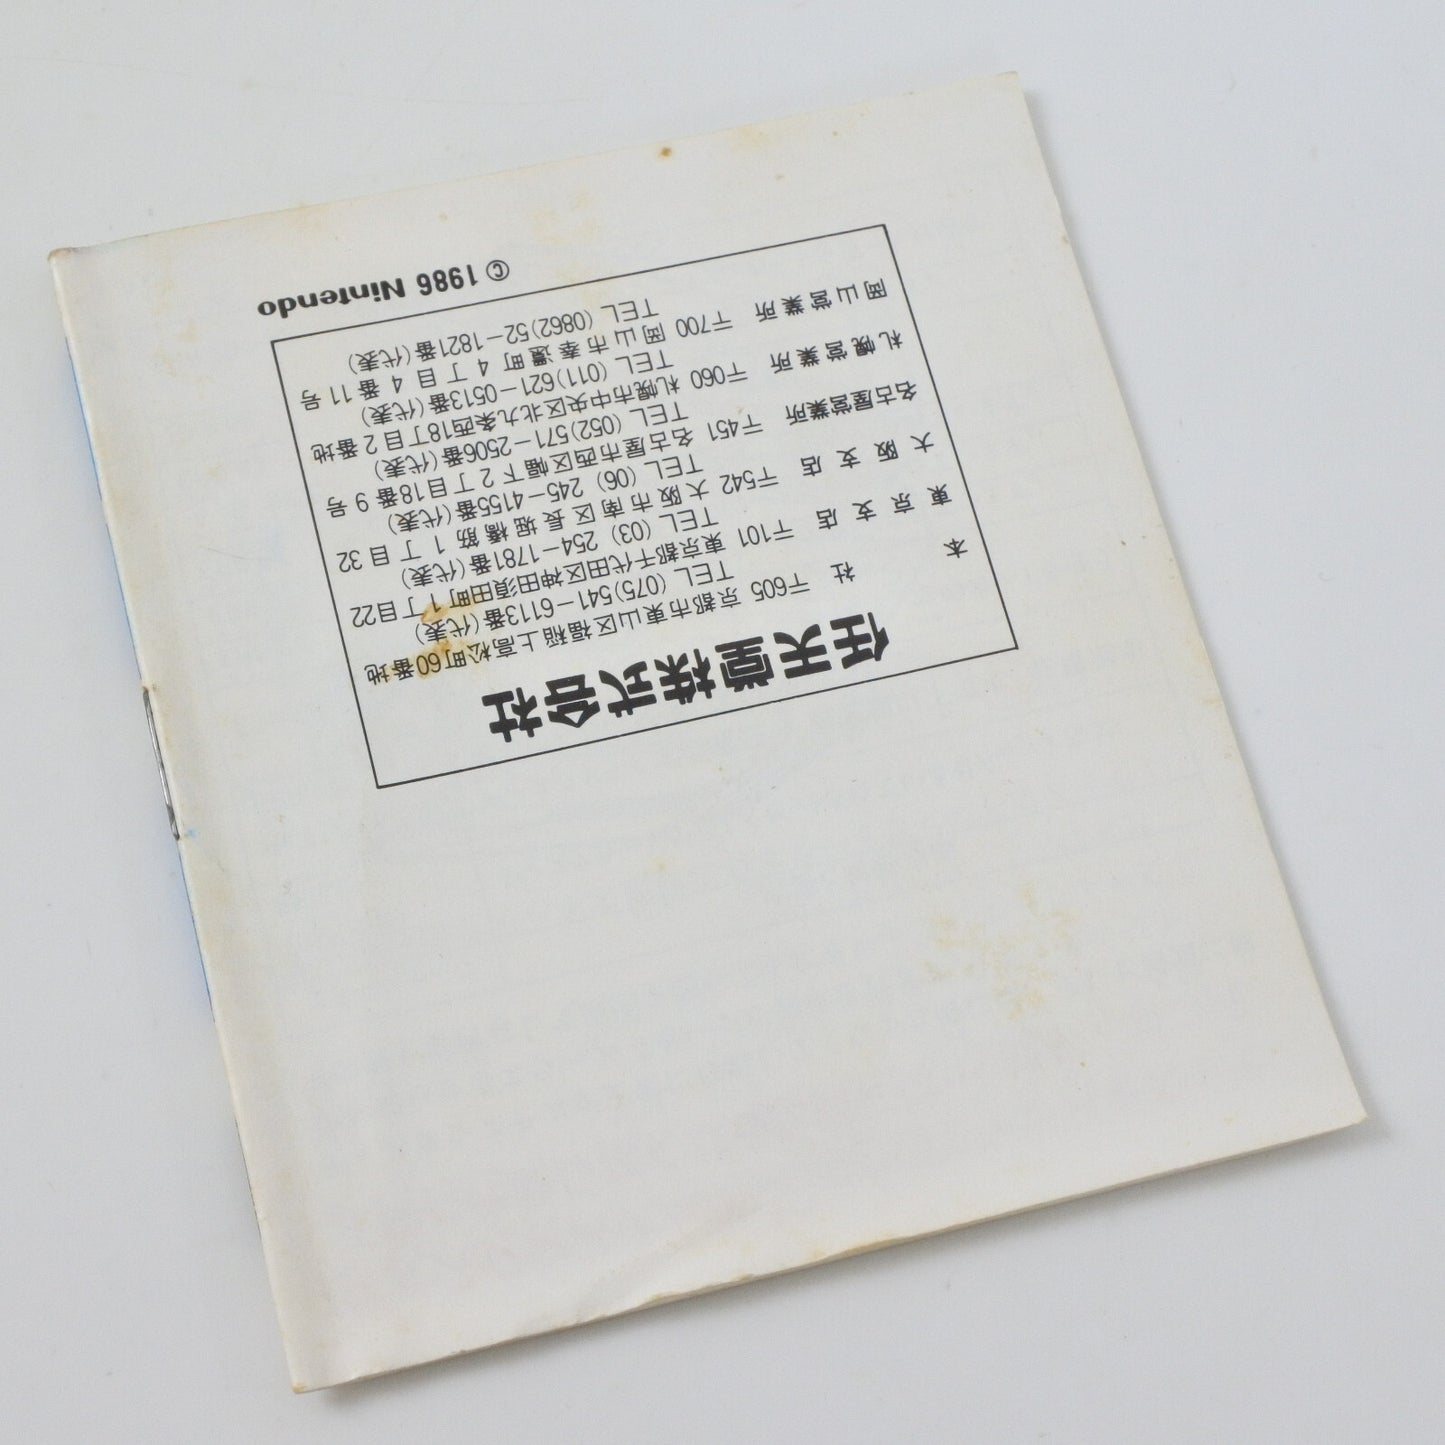 任天堂株式会社
本社 〒605 京都市東山区福稲上高松町60番地
TEL (075)541-6113番(代表)
東京支店 〒101 東京都千代田区神田須田町1丁目22
TEL (03) 254-1781番(代表)
大阪支店 〒542 大阪市南区長堀橋筋1丁目32
TEL (06) 245-4155番(代表)
名古屋営業所 〒451 名古屋市西区幅下2丁目18番9号
TEL (052)571-2506番(代表)
札幌営業所 〒060 札幌市中央区北九条西18丁目2番地
TEL (011)621-0513番(代表)
岡山営業所 〒700 岡山市奉還町4丁目4番11号
TEL (0862)52-1821番(代表)
© 1986 Nintendo